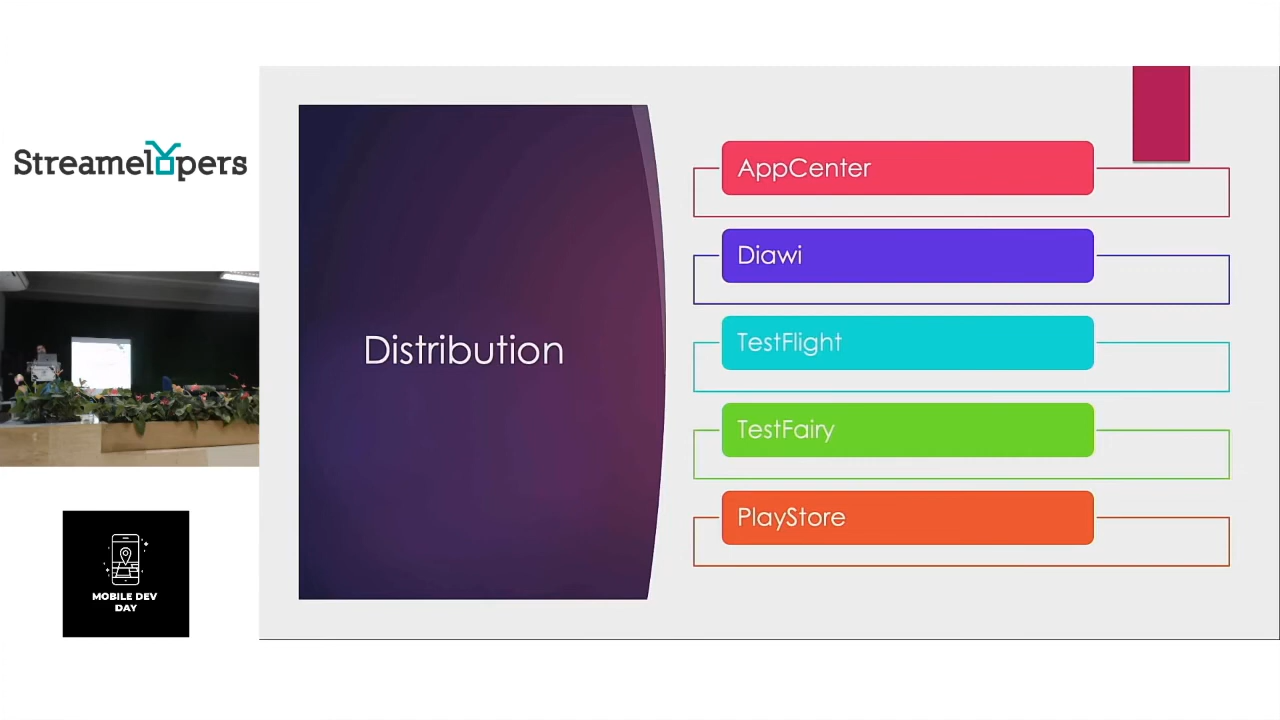 Streamelopers
MOBILE DEV
DAY
Distribution
AppCenter
Diawi
TestFlight
TestFairy
PlayStore